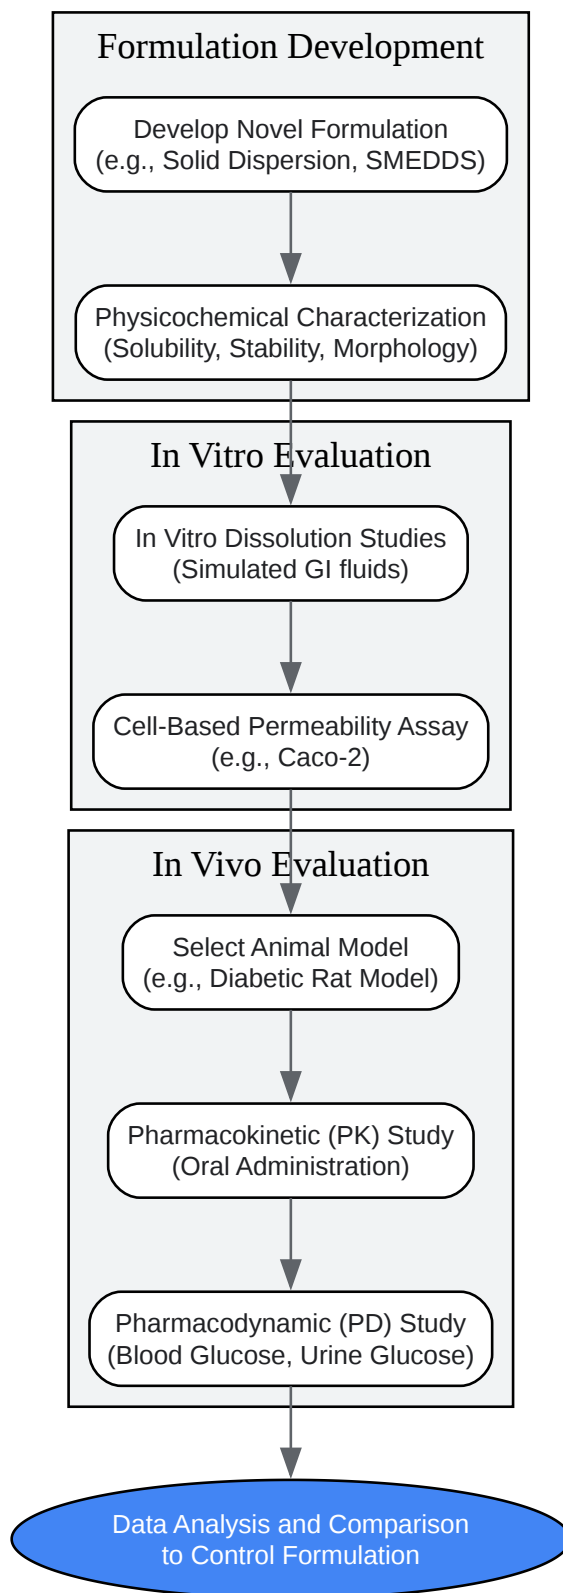 Formulation Development
Develop Novel Formulation
(e.g., Solid Dispersion, SMEDDS)
Physicochemical Characterization
(Solubility, Stability, Morphology)
In Vitro Evaluation
In Vitro Dissolution Studies
(Simulated GI fluids)
Cell-Based Permeability Assay
(e.g., Caco-2)
In Vivo Evaluation
Select Animal Model
(e.g., Diabetic Rat Model)
Pharmacokinetic (PK) Study
(Oral Administration)
Pharmacodynamic (PD) Study
(Blood Glucose, Urine Glucose)
Data Analysis and Comparison
to Control Formulation